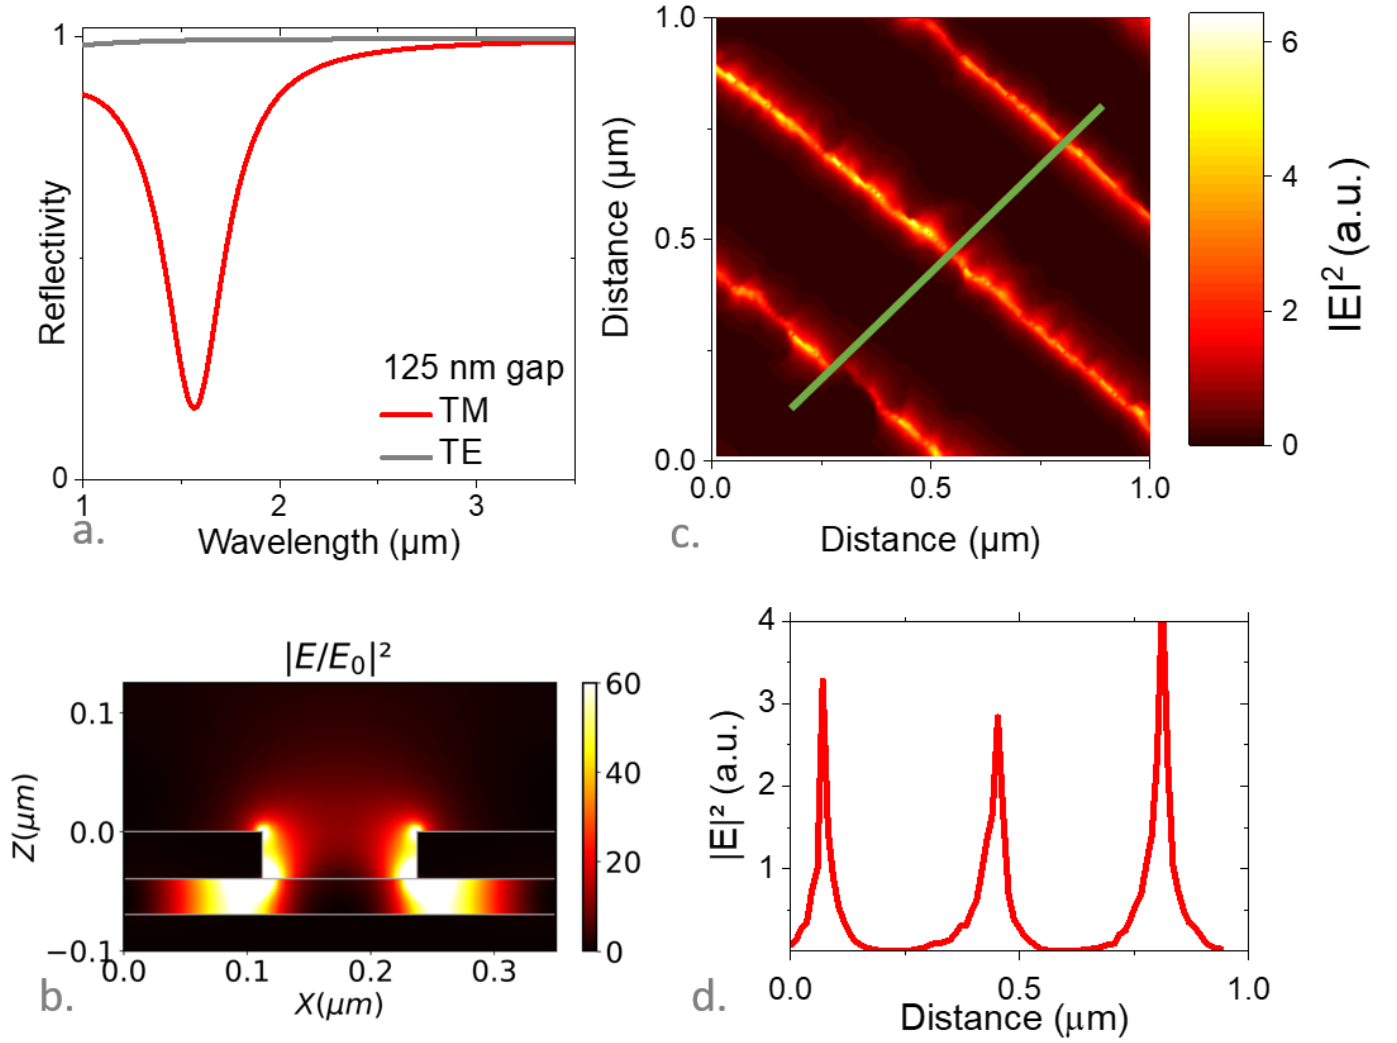 1
Reflectivity
0
125 nm gap
TM
TE
1
2
3
Wavelength (µm)
a.
1.0
0.5
0.0
Distance (µm)
0.0
0.5
1.0
Distance (µm)
c.
6
4
2
0
|E|² (a.u.)
|E/E₀|²
0.1
0.0
−0.1
Z(µm)
0.0
0.1
0.2
0.3
X(µm)
60
40
20
0
b.
4
3
2
1
|E|² (a.u.)
0.0
0.5
1.0
Distance (µm)
d.